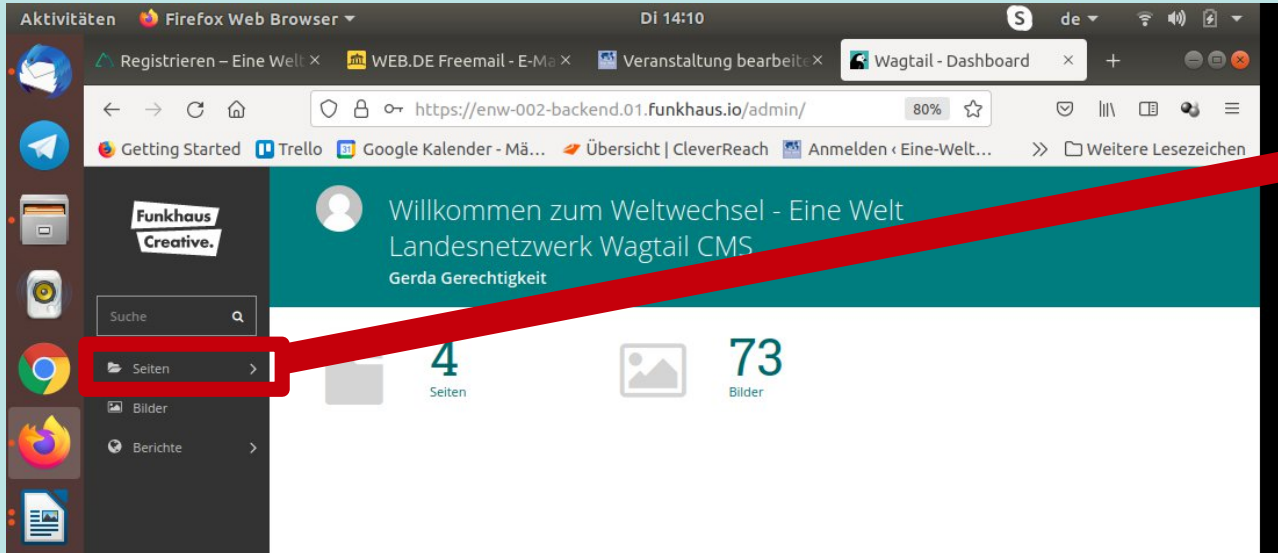 Aktivitäten Firefox Web Browser Di 14:10 S de
Registrieren – Eine Welt WEB.DE Freemail - E-Ma Veranstaltung bearbeite Wagtail - Dashboard
https://enw-002-backend.01.funkhaus.io/admin/ 80%
Getting Started Trello 31 Google Kalender - Mä... Übersicht | CleverReach Anmelden ‹ Eine-Welt... Weitere Lesezeichen
Funkhaus
Creative.
Willkommen zum Weltwechsel - Eine Welt
Landesnetzwerk Wagtail CMS
Gerda Gerechtigkeit
Suche
Seiten
Bilder
Berichte
4
Seiten
73
Bilder